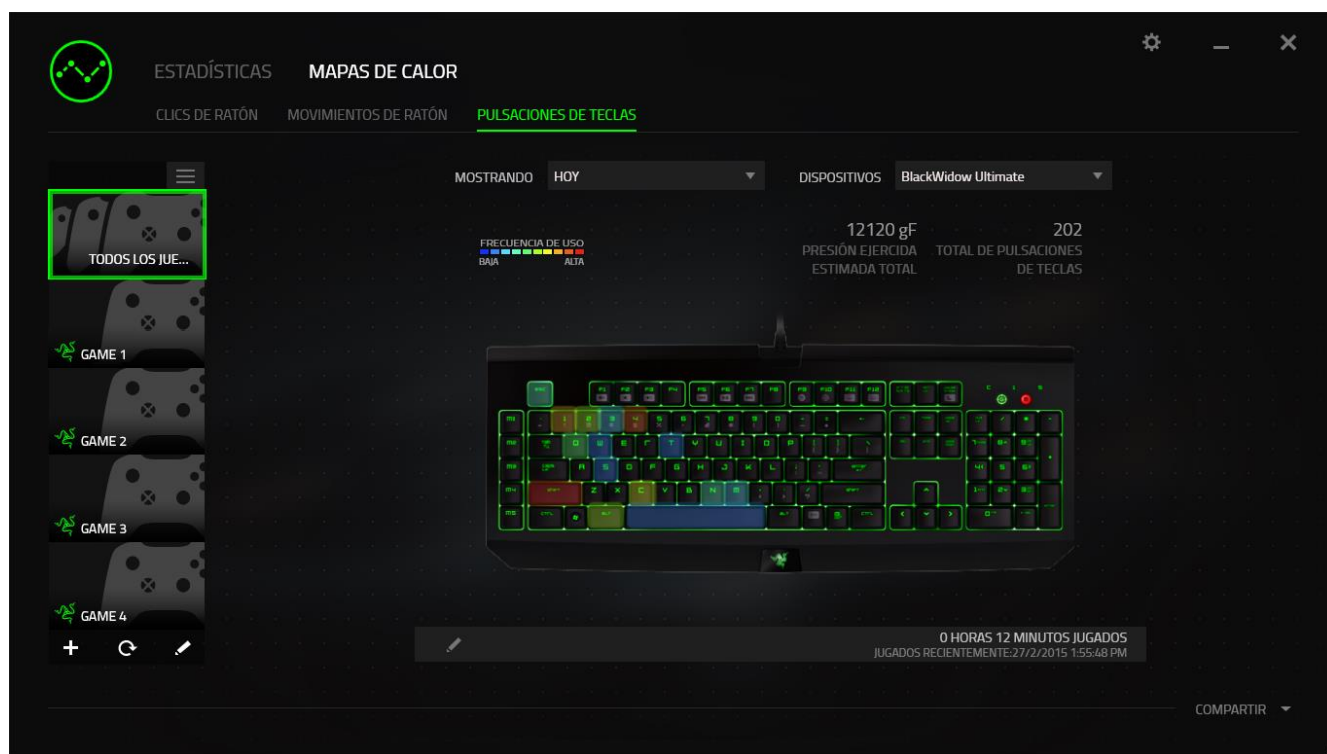 ESTADÍSTICAS MAPAS DE CALOR
CLICS DE RATÓN MOVIMIENTOS DE RATÓN PULSACIONES DE TECLAS
MOSTRANDO HOY DISPOSITIVOS BlackWidow Ultimate
12120 gF 202
FRECUENCIA DE USO
PRESIÓN EJERCIDA TOTAL DE PULSACIONES
BAJA ALTA
ESTIMADA TOTAL DE TECLAS
TODOS LOS JUE...
GAME 1
GAME 2
GAME 3
GAME 4
0 HORAS 12 MINUTOS JUGADOS
JUGADOS RECIENTEMENTE:27/2/2015 1:55:48 PM
COMPARTIR